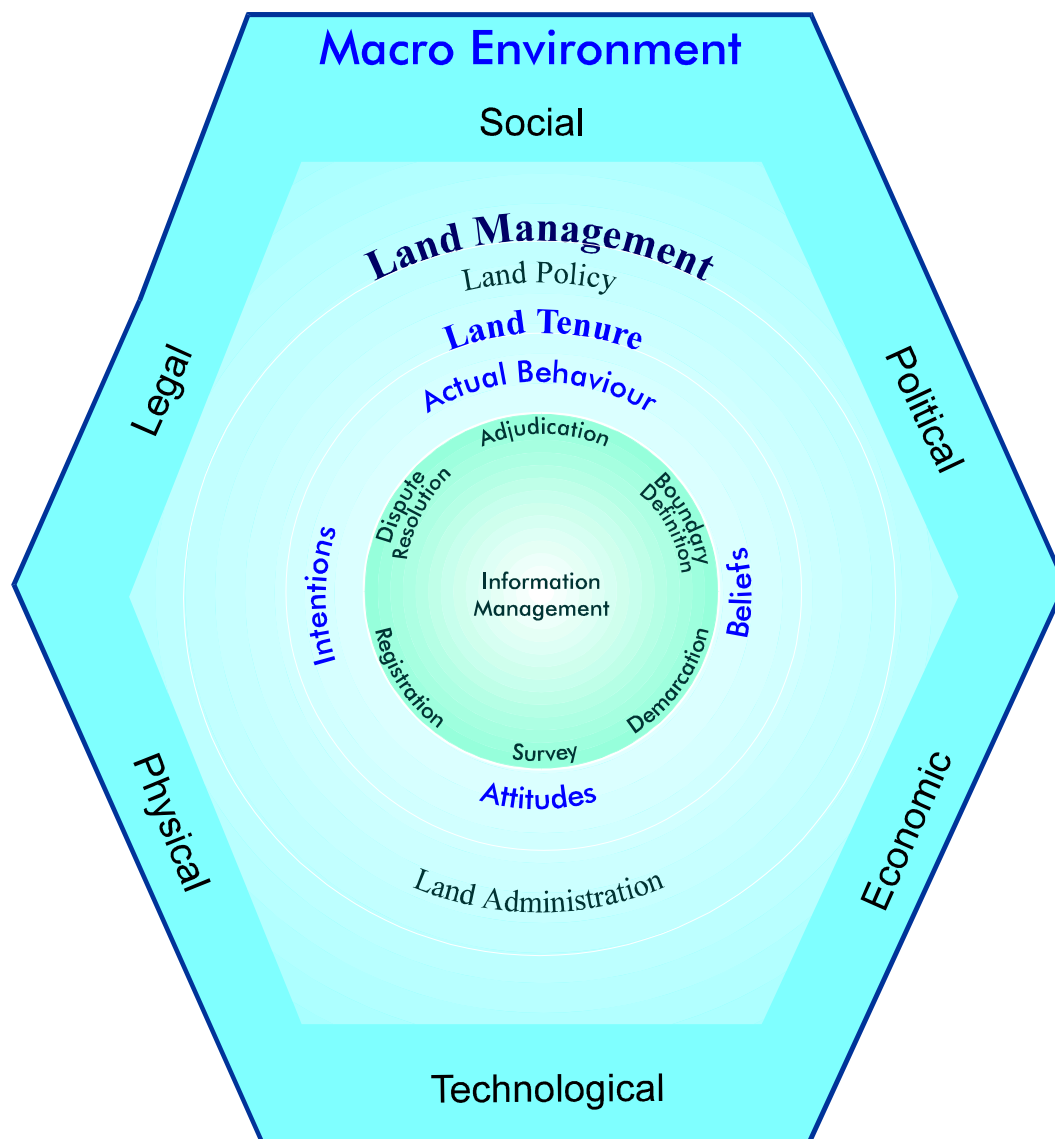 Macro Environment
Social
Land Management
Land Policy
Land Tenure
Actual Behaviour
Legal
Political
Adjudication
Dispute
Resolution
Boundary
Definition
Intentions
Information
Management
Beliefs
Registration
Demarcation
Survey
Attitudes
Physical
Economic
Land Administration
Technological